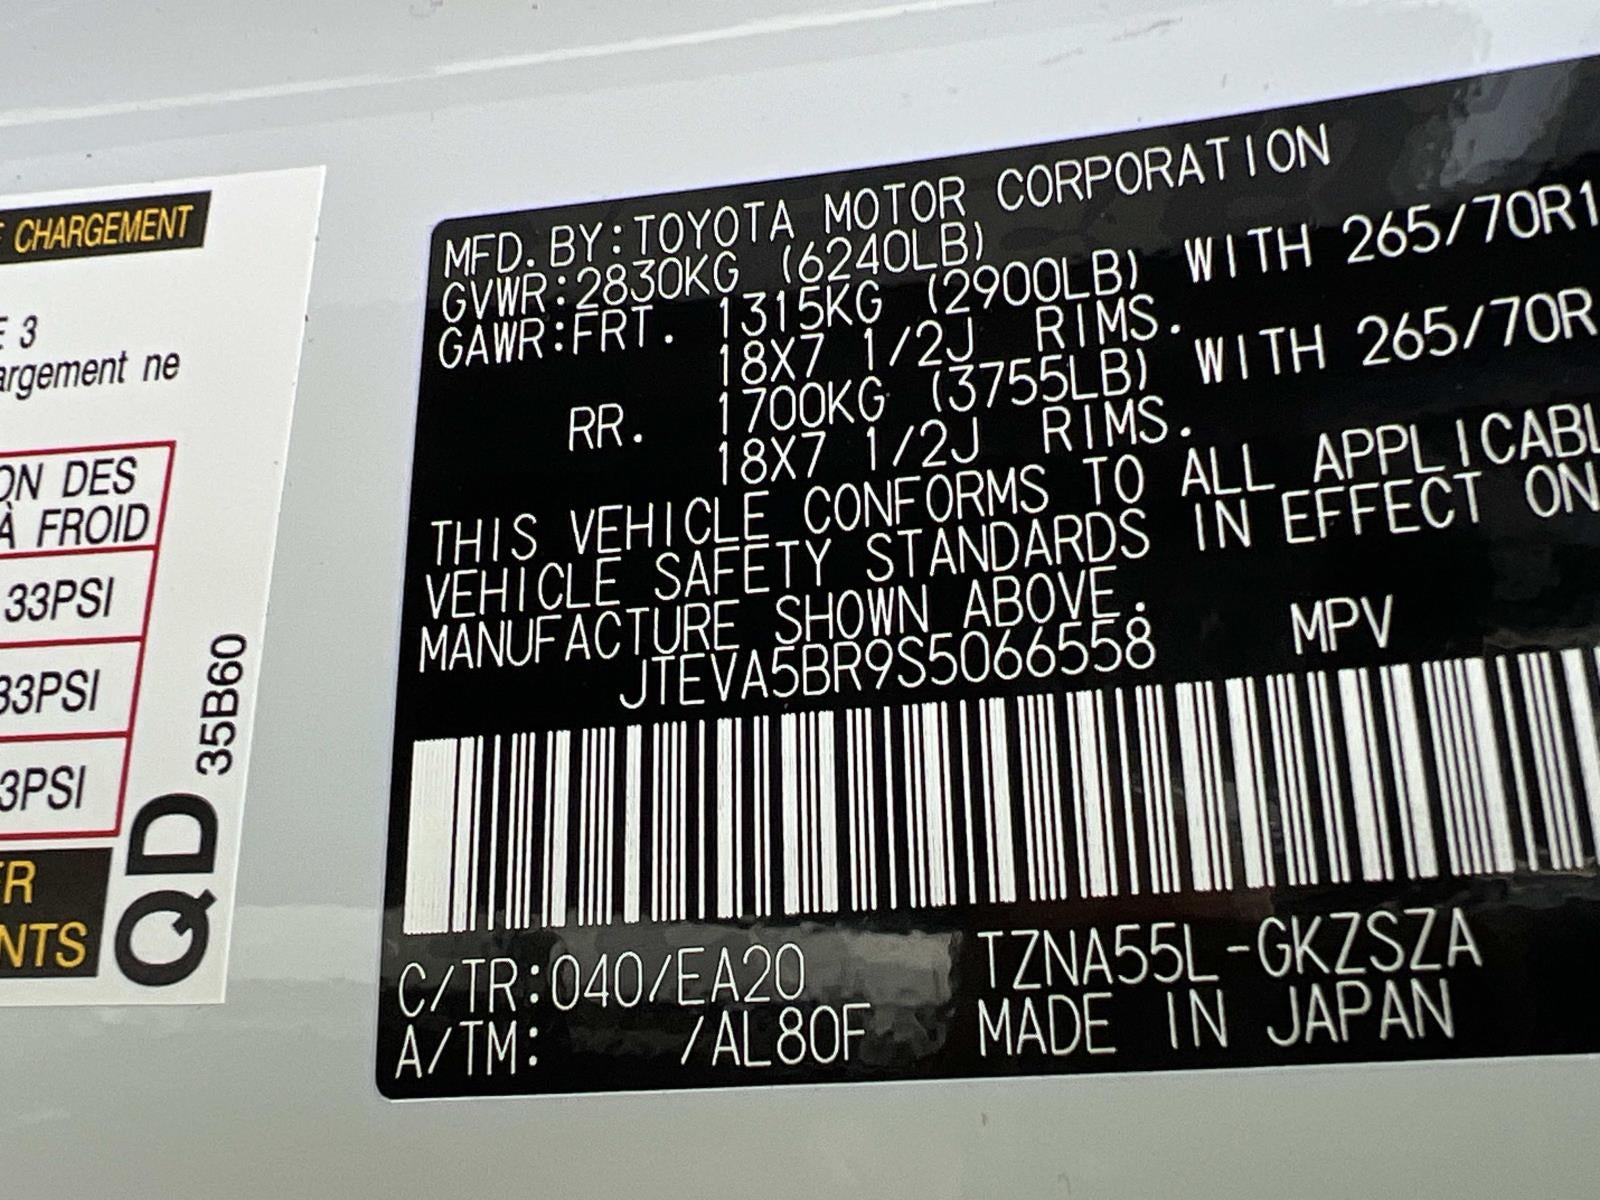 E CHARGEMENT
E 3
argement ne
ON DES
À FROID
33PSI
33PSI
3PSI
ER
NTS
QD
35B60
MFD. BY:TOYOTA MOTOR CORPORATION
GVWR:2830KG (6240LB)
GAWR:FRT. 1315KG (2900LB) WITH 265/70R1
18X7 1/2J RIMS.
RR. 1700KG (3755LB) WITH 265/70R
18X7 1/2J RIMS.
THIS VEHICLE CONFORMS TO ALL APPLICABL
VEHICLE SAFETY STANDARDS IN EFFECT ON
MANUFACTURE SHOWN ABOVE.
JTEVA5BR9S5066558 MPV
C/TR:040/EA20 TZNA55L-GKZSZA
A/TM: /AL80F MADE IN JAPAN